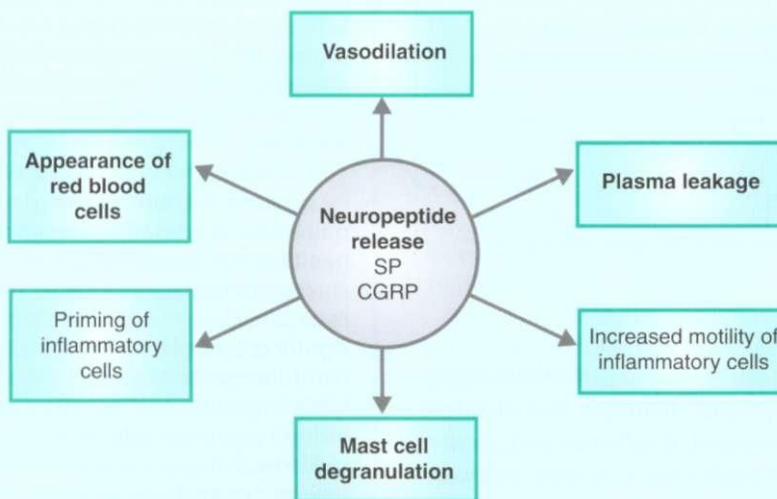 Vasodilation
Appearance of
red blood
cells
Neuropeptide
release
SP
CGRP
Plasma leakage
Priming of
inflammatory
cells
Increased motility of
inflammatory cells
Mast cell
degranulation